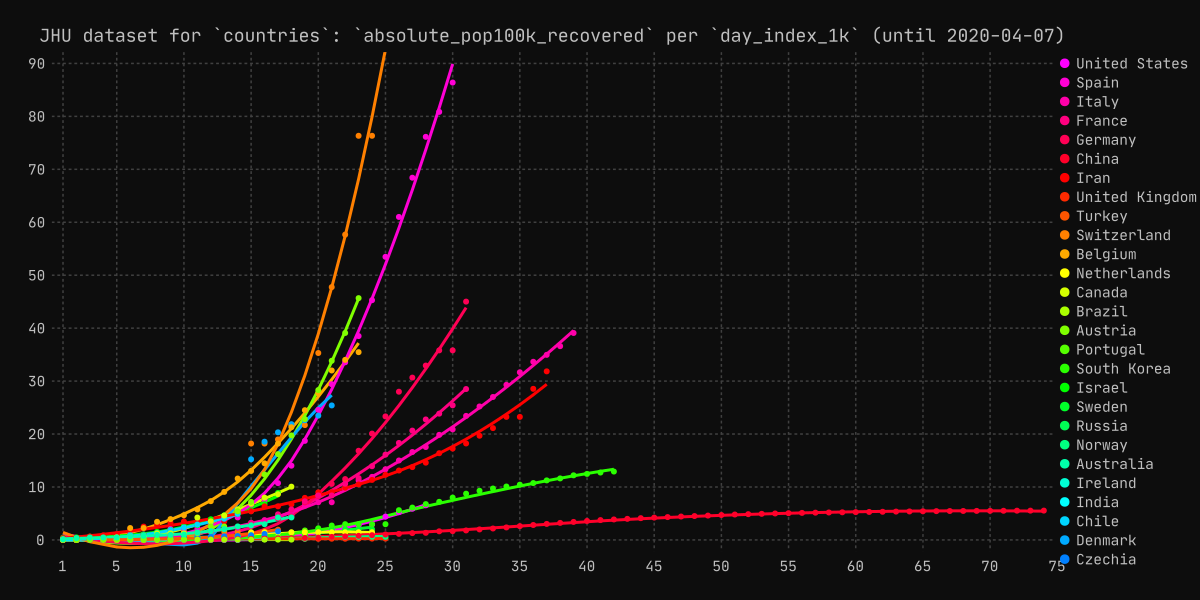 JHU dataset for `countries`: `absolute_pop100k_recovered` per `day_index_1k` (until 2020-04-07)
90
80
70
60
50
40
30
20
10
0
1 5 10 15 20 25 30 35 40 45 50 55 60 65 70 75
United States
Spain
Italy
France
Germany
China
Iran
United Kingdom
Turkey
Switzerland
Belgium
Netherlands
Canada
Brazil
Austria
Portugal
South Korea
Israel
Sweden
Russia
Norway
Australia
Ireland
India
Chile
Denmark
Czechia